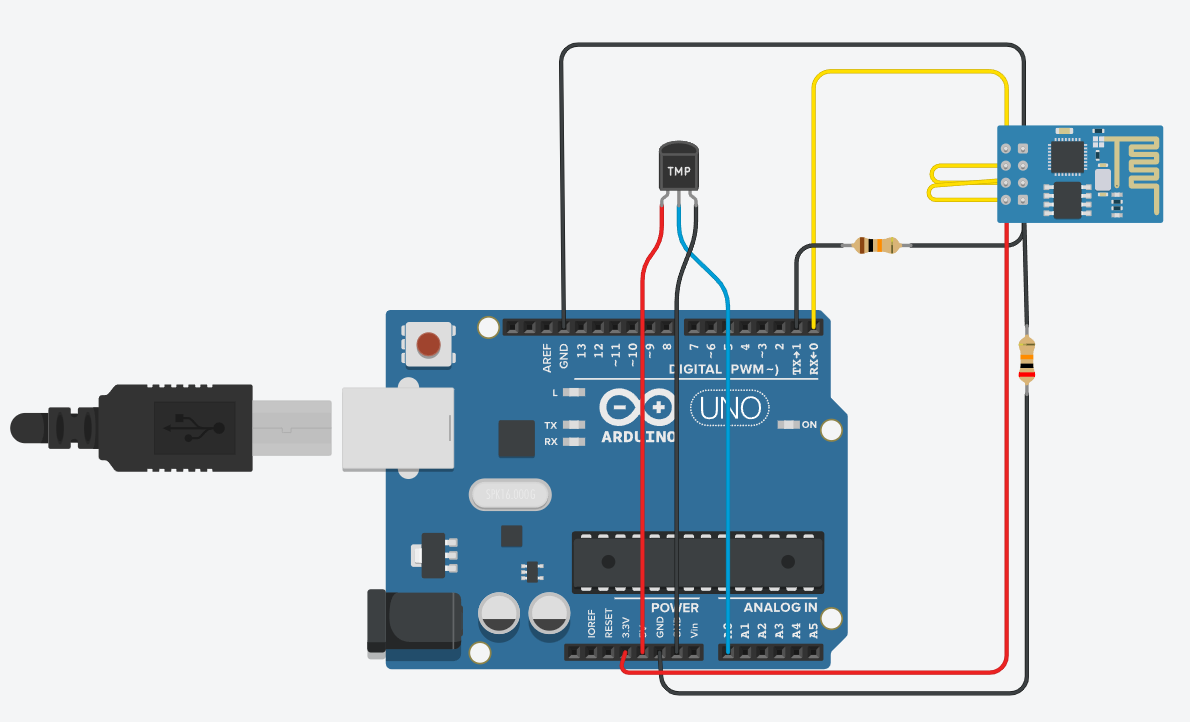 TMP
AREF
GND
13
12
~11
~10
~9
8
7
~6
5
4
~3
2
TX→1
RX←0
DIGITAL (PWM~)
L
TX
RX
ARDUINO
UNO
ON
IOREF
RESET
3.3V
5V
GND
GND
Vin
POWER
ANALOG IN
A0
A1
A2
A3
A4
A5